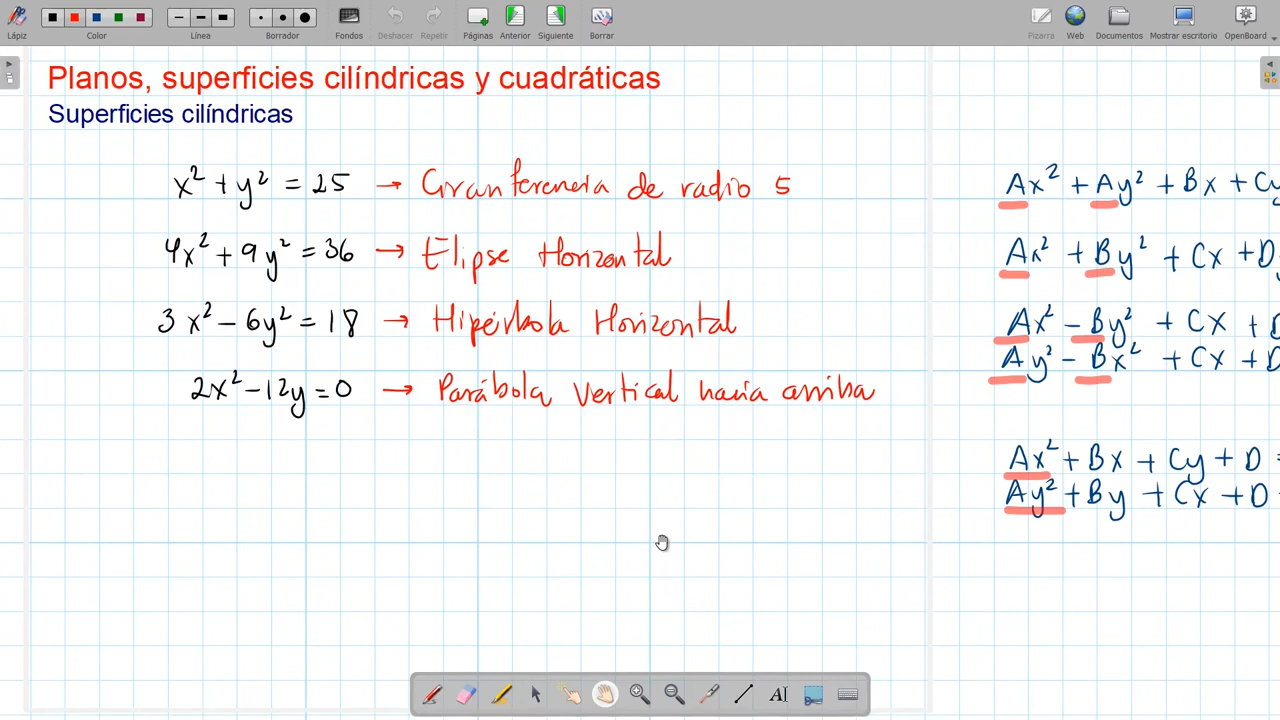 Lápiz Color Línea Borrador Fondos Deshacer Repetir Páginas Anterior Siguiente Borrar Pizarra Web Documentos Mostrar escritorio OpenBoard
Planos, superficies cilíndricas y cuadráticas
Superficies cilíndricas
x² + y² = 25 → Circunferencia de radio 5
4x² + 9y² = 36 → Elipse Horizontal
3x² - 6y² = 18 → Hipérbola Horizontal
2x² - 12y = 0 → Parábola Vertical hacia arriba
Ax² + Ay² + Bx + Cy
Ax² + By² + Cx + D
Ax² - By² + Cx +
Ay² - Bx² + Cx + D
Ax² + Bx + Cy + D =
Ay² + By + Cx + D =